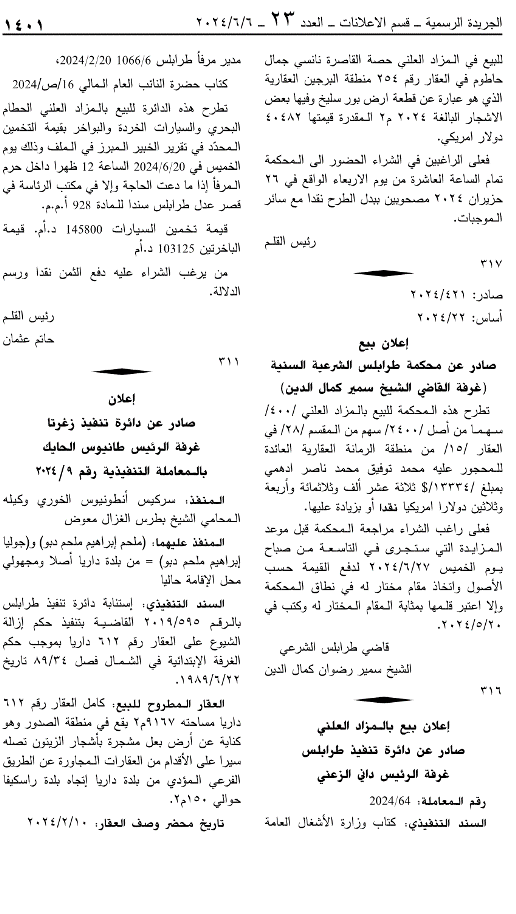 الجريدة الرسمية – قسم الاعلانات – العدد ٢٣ – ٢٠٢٤/٦/٦
١٤٠١
للبيع في المزاد العلني حصة القاصرة نانسي جمال
حاطوم في العقار رقم ٢٥٤ منطقة البرجين العقارية
الذي هو عبارة عن قطعة ارض بور سليخ وفيها بعض
الاشجار البالغة ٢٠٢٤ م٢ المقدرة قيمتها ٤٠٤٨٢
دولار امريكي.
فعلى الراغبين في الشراء الحضور الى المحكمة
تمام الساعة العاشرة من يوم الاربعاء الواقع في ٢٦
حزيران ٢٠٢٤ مصحوبين ببدل الطرح نقدا مع سائر
الموجبات.
رئيس القلم
٣١٧
صادر: ٢٠٢٤/٤٢١
أساس: ٢٠٢٤/٢٢
إعلان بيع
صادر عن محكمة طرابلس الشرعية السنية
(غرفة القاضي الشيخ سمير كمال الدين)
تطرح هذه المحكمة للبيع بالمزاد العلني /٤٠٠/
سهما من أصل /٢٤٠٠/ سهم من المقسم /٢٨/ في
العقار /١٥/ من منطقة الرمانة العقارية العائدة
للمحجور عليه محمد توفيق محمد ناصر ادهمي
بمبلغ /١٣٣٣٤/$ ثلاثة عشر ألف وثلاثمائة وأربعة
وثلاثين دولارا امريكيا نقدا أو بزيادة عليها.
فعلى راغب الشراء مراجعة المحكمة قبل موعد
المزايدة التي ستجرى في التاسعة من صباح
يوم الخميس ٢٠٢٤/٦/٢٧ لدفع القيمة حسب
الأصول واتخاذ مقام مختار له في نطاق المحكمة
وإلا اعتبر قلمها بمثابة المقام المختار له وكتب في
٢٠٢٤/٥/٢٠.
قاضي طرابلس الشرعي
الشيخ سمير رضوان كمال الدين
٣١٦
إعلان بيع بالمزاد العلني
صادر عن دائرة تنفيذ طرابلس
غرفة الرئيس داني الزعني
رقم المعاملة: 2024/64
السند التنفيذي: كتاب وزارة الأشغال العامة
مدير مرفأ طرابلس 1066/6 2024/2/20،
كتاب حضرة النائب العام المالي 16/ص/2024
تطرح هذه الدائرة للبيع بالمزاد العلني الحطام
البحري والسيارات الخردة والبواخر بقيمة التخمين
المحدّد في تقرير الخبير المبرز في الملف وذلك يوم
الخميس في 2024/6/20 الساعة 12 ظهرا داخل حرم
المرفأ إذا ما دعت الحاجة وإلا في مكتب الرئاسة في
قصر عدل طرابلس سندا للمادة 928 أ.م.م.
قيمة تخمين السيارات 145800 د.أم. قيمة
الباخرتين 103125 د.أم
من يرغب الشراء عليه دفع الثمن نقدا ورسم
الدلالة.
رئيس القلم
حاتم عثمان
٣١١
إعلان
صادر عن دائرة تنفيذ زغرتا
غرفة الرئيس طانيوس الحايك
بالمعاملة التنفيذية رقم ٢٠٢٤/٩
المنفذ: سركيس أنطونيوس الخوري وكيله
المحامي الشيخ بطرس الغزال معوض
المنفذ عليهما: (ملحم إبراهيم ملحم دبو) و(جوليا
إبراهيم ملحم دبو) = من بلدة داريا أصلا ومجهولي
محل الإقامة حاليا
السند التنفيذي: إستنابة دائرة تنفيذ طرابلس
بالرقم ٢٠١٩/٥٩٥ القاضية بتنفيذ حكم إزالة
الشيوع على العقار رقم ٦١٢ داريا بموجب حكم
الغرفة الإبتدائية في الشمال فصل ٨٩/٣٤ تاريخ
١٩٨٩/٦/٢٢.
العقار المطروح للبيع: كامل العقار رقم ٦١٢
داريا مساحته ٩١٦٧م٢ يقع في منطقة الصدور وهو
كناية عن أرض بعل مشجرة بأشجار الزيتون نصله
سيرا على الأقدام من العقارات المجاورة عن الطريق
الفرعي المؤدي من بلدة داريا إتجاه بلدة راسكيفا
حوالي ١٥٠م٢.
تاريخ محضر وصف العقار: ٢٠٢٤/٢/١٠